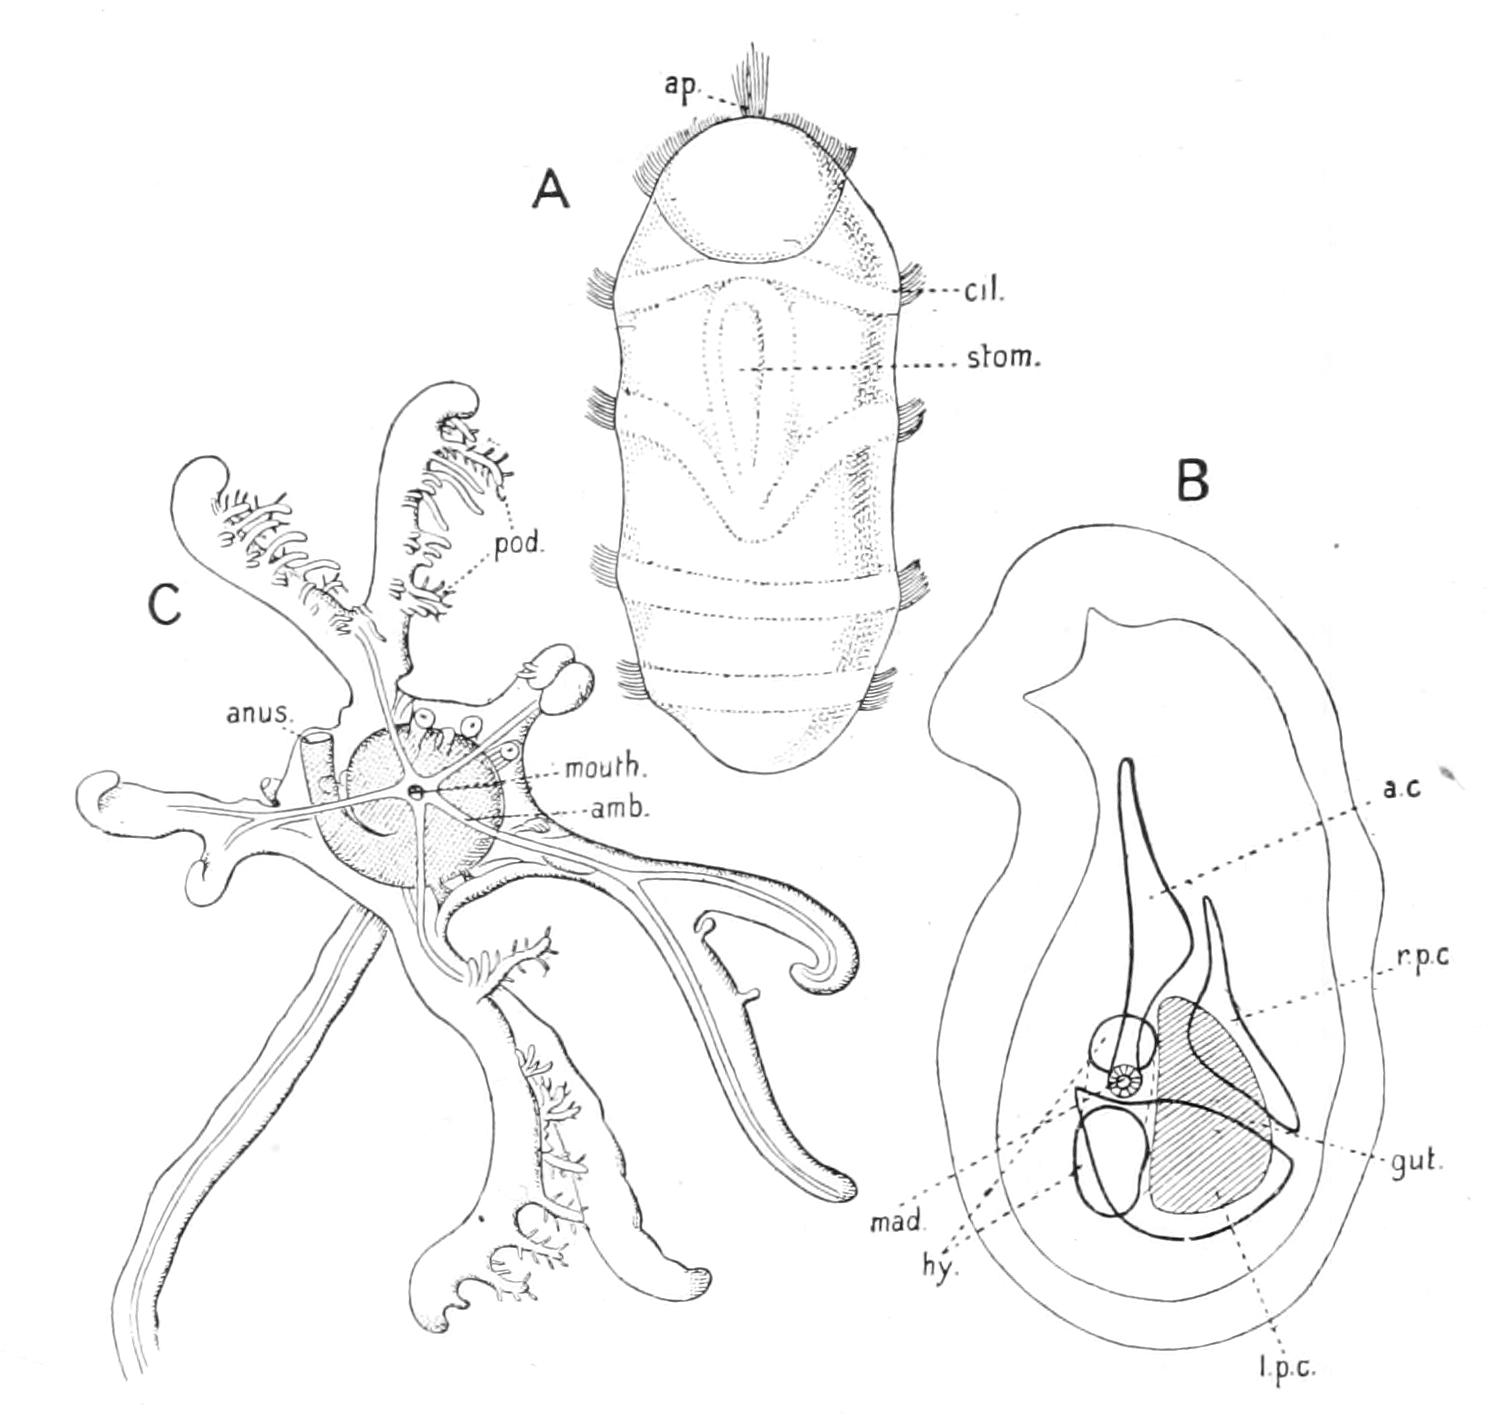 ap.
A
cil.
stom.
B
pod.
C
anus.
mouth.
amb.
a.c
r.p.c
gut.
mad.
hy.
l.p.c.